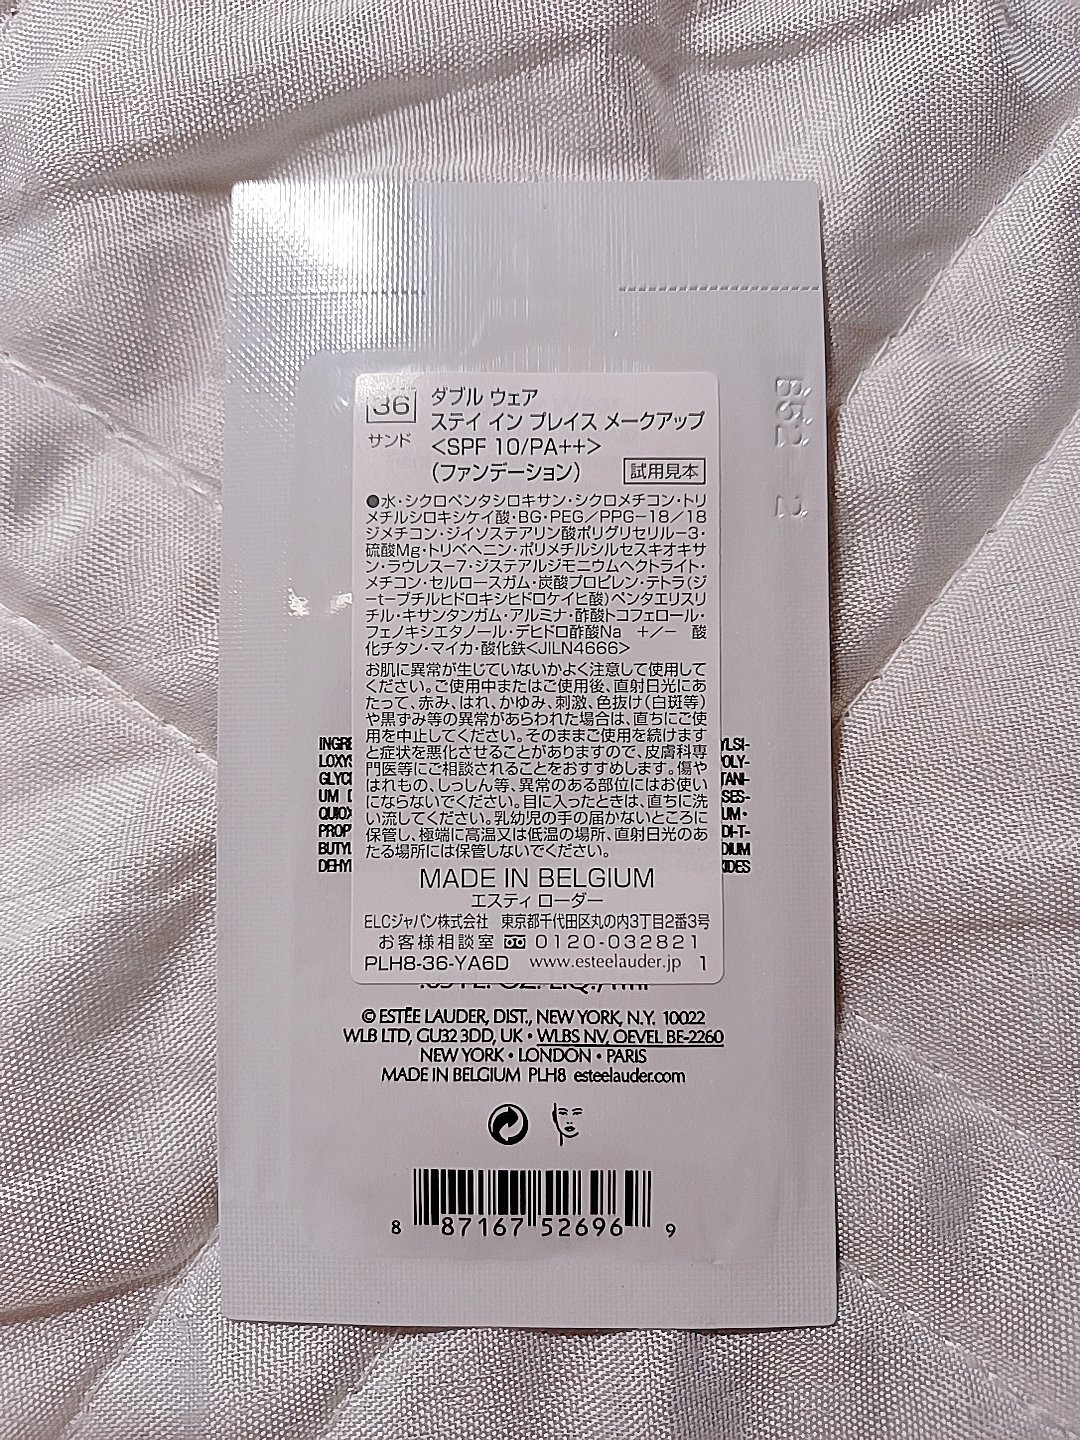 36
サンド
ダブル ウェア
ステイ イン プレイス メークアップ
<SPF 10/PA++>
(ファンデーション)
試用見本
●水・シクロペンタシロキサン・シクロメチコン・トリ
メチルシロキシケイ酸・BG・PEG/PPG-18/18
ジメチコン・ジイソステアリン酸ポリグリセリル-3・
硫酸Mg・トリベヘニン・ポリメチルシルセスキオキサ
ン・ラウレス-7・ジステアルジモニウムヘクトライト・
メチコン・セルロースガム・炭酸プロピレン・テトラ(ジ
-t-ブチルヒドロキシヒドロケイヒ酸)ペンタエリスリ
チル・キサンタンガム・アルミナ・酢酸トコフェロール・
フェノキシエタノール・デヒドロ酢酸Na +/- 酸
化チタン・マイカ・酸化鉄<JILN4666>
お肌に異常が生じていないかよく注意して使用して
ください。ご使用中またはご使用後、直射日光にあ
たって、赤み、はれ、かゆみ、刺激、色抜け(白斑等)
や黒ずみ等の異常があらわれた場合は、直ちにご使
用を中止してください。そのままご使用を続けます
と症状を悪化させることがありますので、皮膚科専
門医等にご相談されることをおすすめします。傷や
はれもの、しっしん等、異常のある部位にはお使い
にならないでください。目に入ったときは、直ちに洗
い流してください。乳幼児の手の届かないところに
保管し、極端に高温又は低温の場所、直射日光のあ
たる場所には保管しないでください。
MADE IN BELGIUM
エスティ ローダー
ELCジャパン株式会社 東京都千代田区丸の内3丁目2番3号
お客様相談室 0120-032821
PLH8-36-YA6D www.esteelauder.jp 1
© ESTĒE LAUDER, DIST., NEW YORK, N.Y. 10022
WLB LTD, GU32 3DD, UK • WLBS NV, OEVEL BE-2260
NEW YORK • LONDON • PARIS
MADE IN BELGIUM PLH8 esteelauder.com
8 87167 52696 9